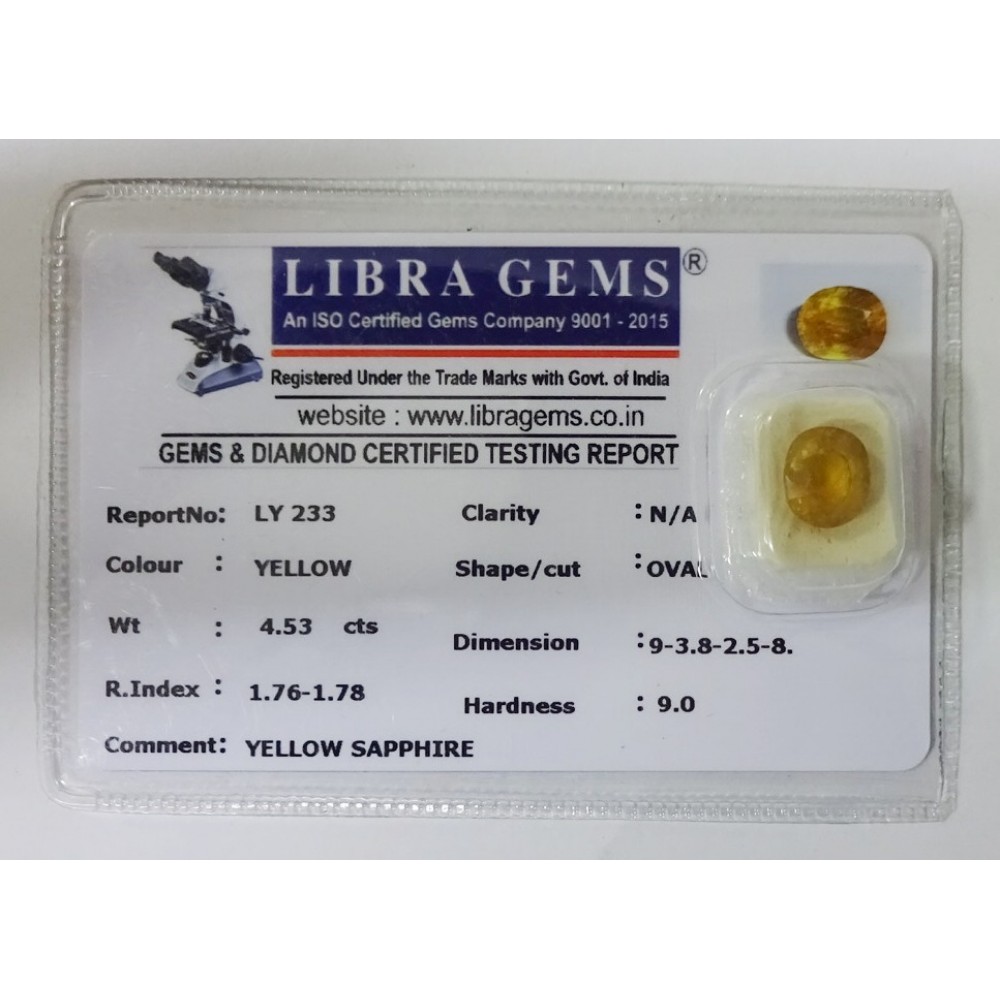 LIBRA GEMS ®
An ISO Certified Gems Company 9001 - 2015
Registered Under the Trade Marks with Govt. of India
website : www.libragems.co.in
GEMS & DIAMOND CERTIFIED TESTING REPORT
ReportNo: LY 233 Clarity : N/A
Colour : YELLOW Shape/cut : OVAL
Wt : 4.53 cts Dimension : 9-3.8-2.5-8.
R.Index : 1.76-1.78 Hardness : 9.0
Comment: YELLOW SAPPHIRE